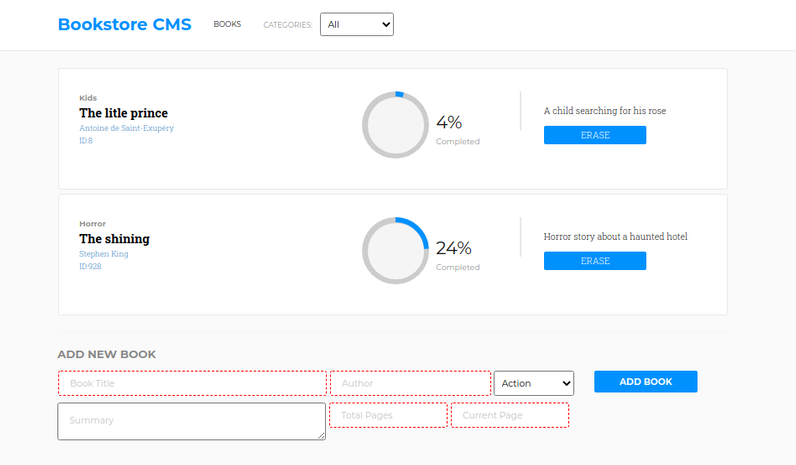 Bookstore CMS BOOKS CATEGORIES: All
Kids
The litle prince
Antoine de Saint-Exupéry
ID:8
4%
Completed
A child searching for his rose
ERASE
Horror
The shining
Stephen King
ID:928
24%
Completed
Horror story about a haunted hotel
ERASE
ADD NEW BOOK
Book Title Author Action ADD BOOK
Summary Total Pages Current Page